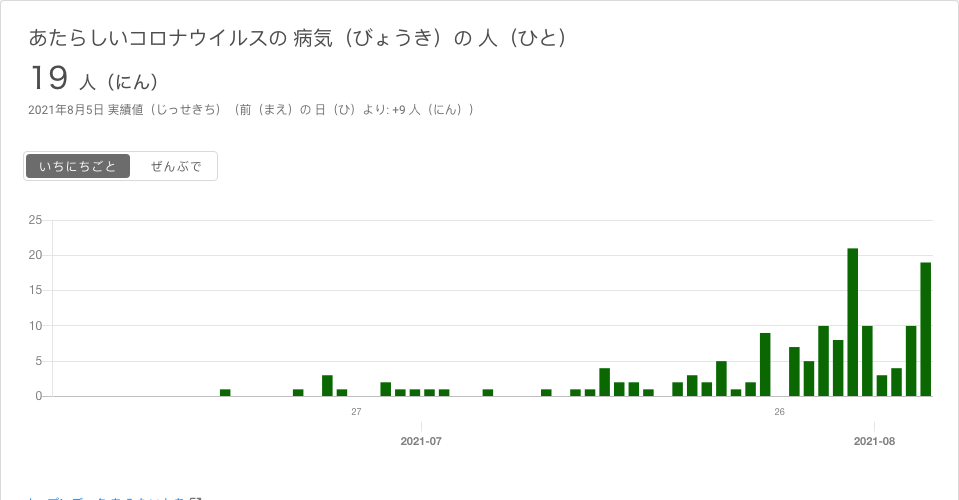 あたらしいコロナウイルスの 病気（びょうき）の 人（ひと）
19 人（にん）
2021年8月5日 実績値（じっせきち）（前（まえ）の 日（ひ）より: +9 人（にん））
いちにちごと ぜんぶで
25
20
15
10
5
0
27 26
2021-07 2021-08